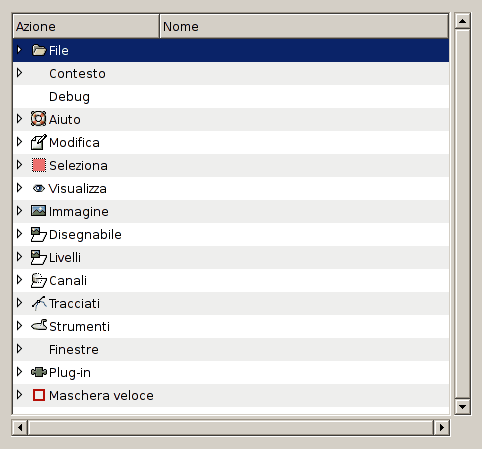 Azione Nome
File
Contesto
Debug
Aiuto
Modifica
Seleziona
Visualizza
Immagine
Disegnabile
Livelli
Canali
Tracciati
Strumenti
Finestre
Plug-in
Maschera veloce